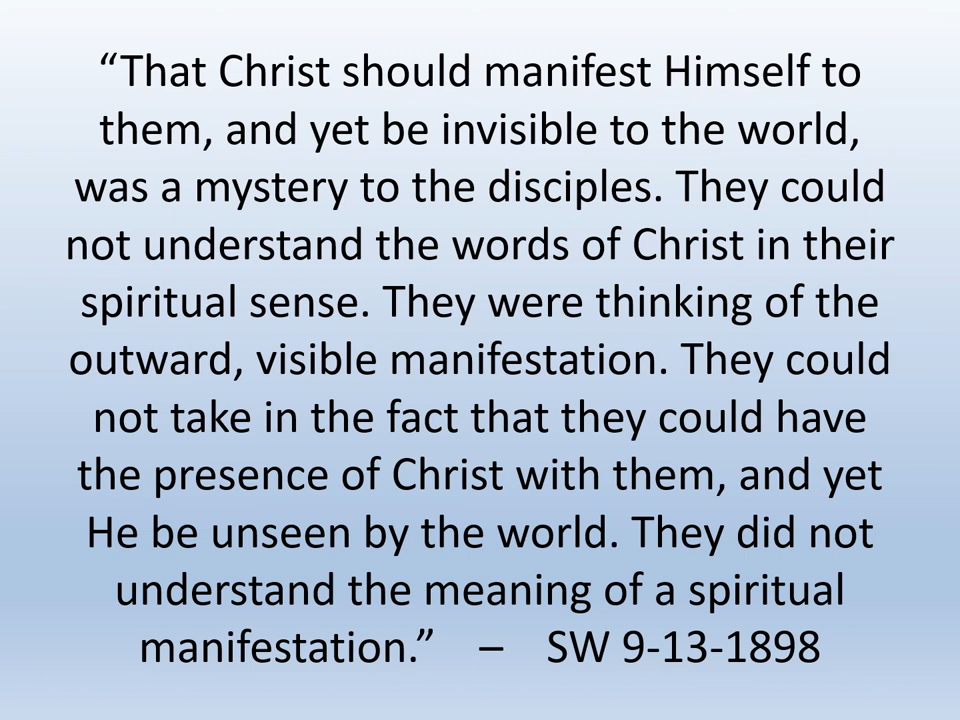 “That Christ should manifest Himself to
them, and yet be invisible to the world,
was a mystery to the disciples. They could
not understand the words of Christ in their
spiritual sense. They were thinking of the
outward, visible manifestation. They could
not take in the fact that they could have
the presence of Christ with them, and yet
He be unseen by the world. They did not
understand the meaning of a spiritual
manifestation.” – SW 9-13-1898